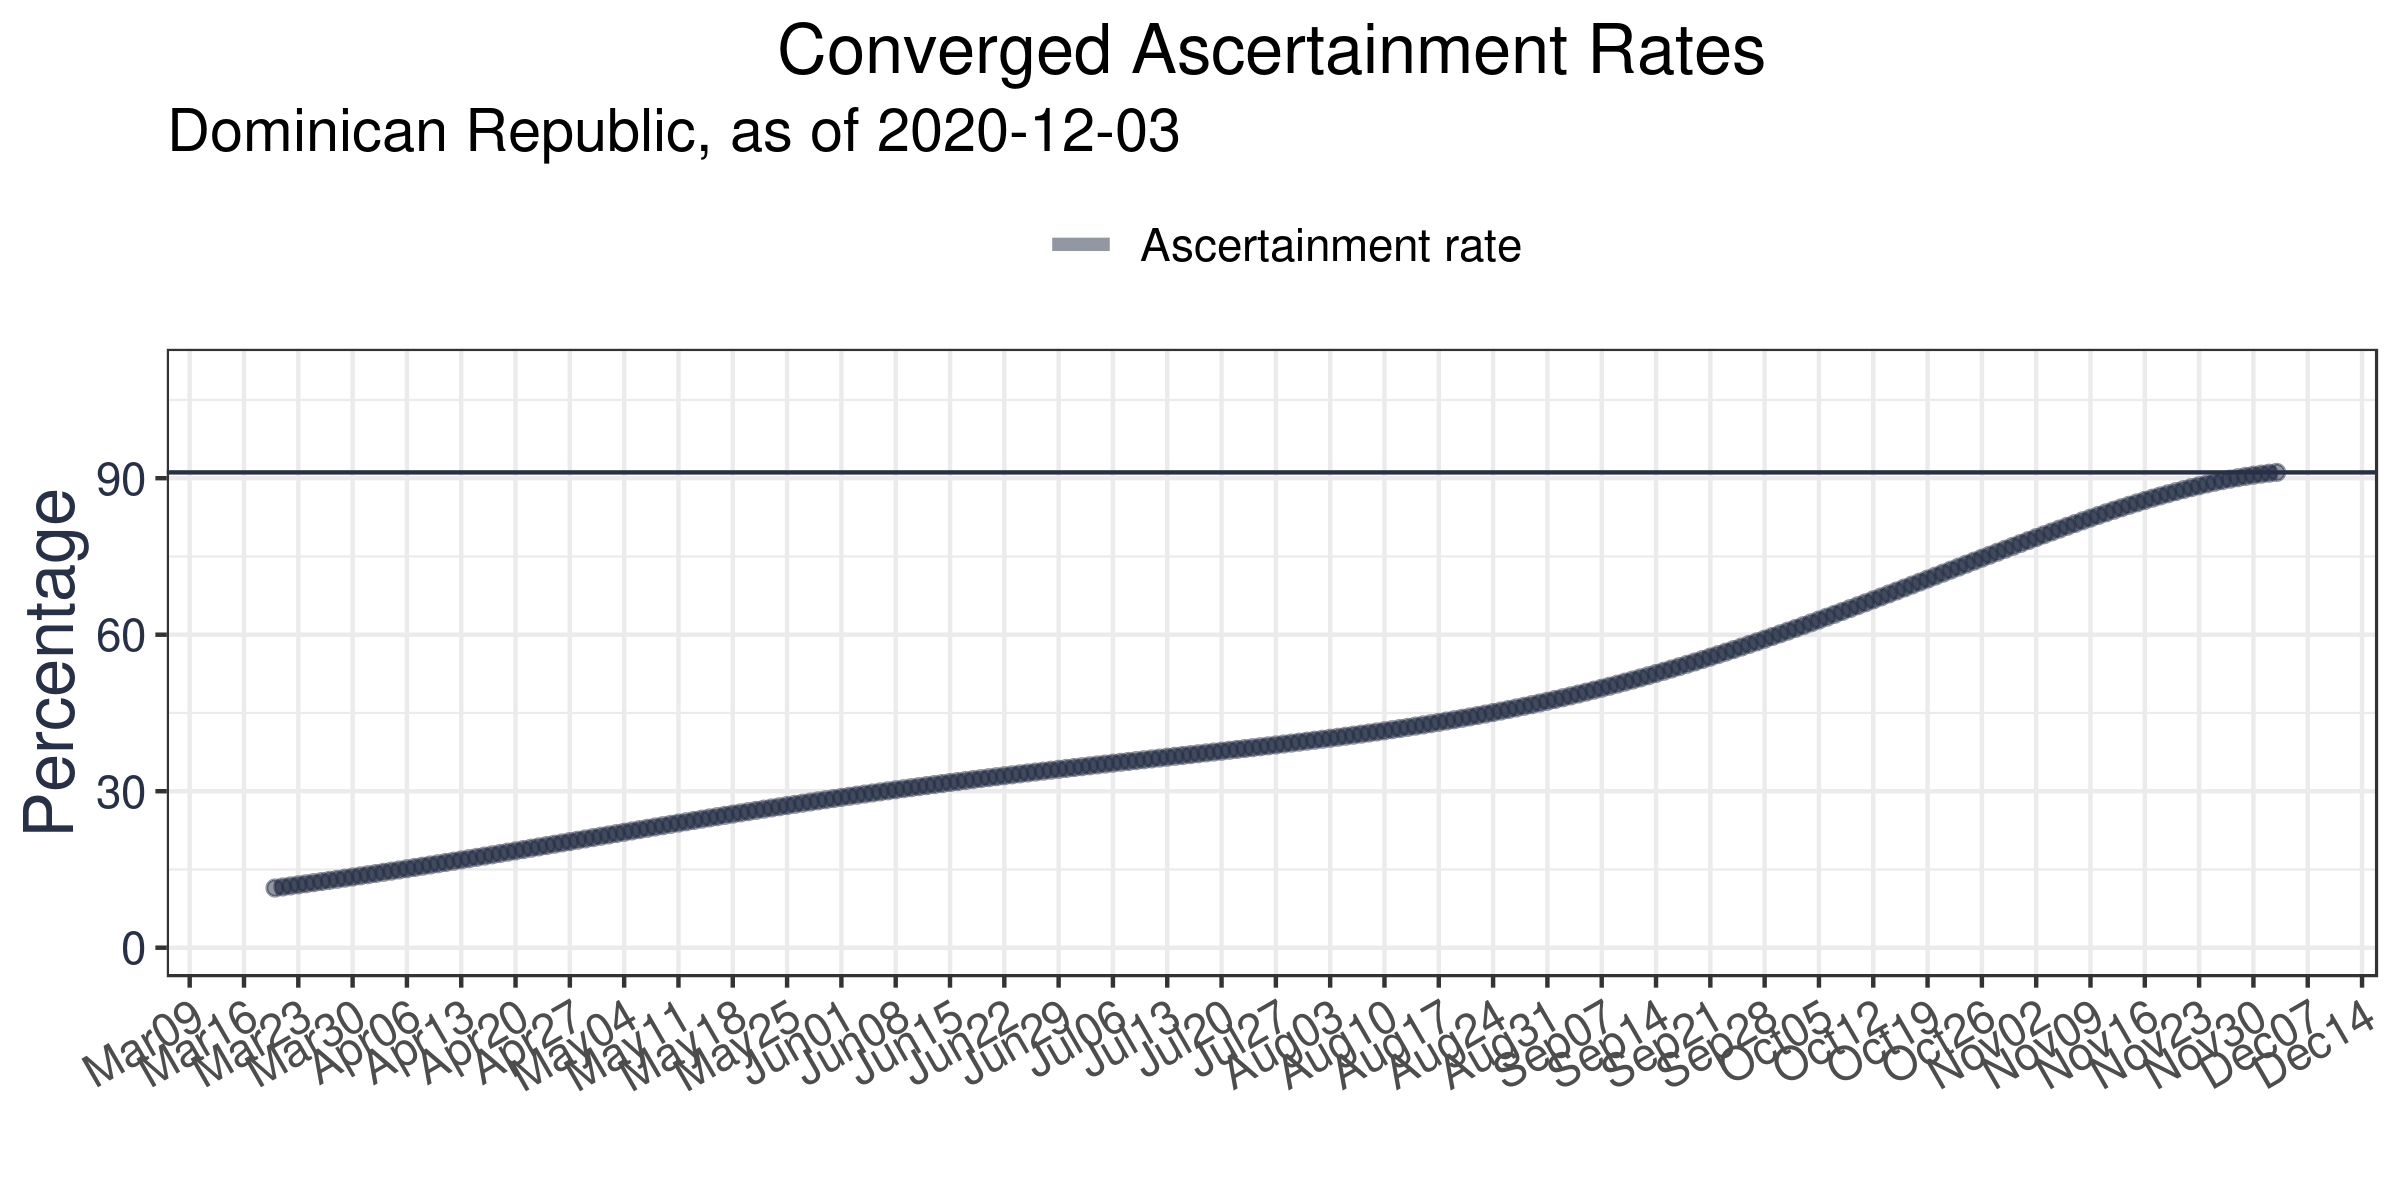 Converged Ascertainment Rates
Dominican Republic, as of 2020-12-03
Ascertainment rate
Percentage
90
60
30
0
Mar09 Mar16 Mar23 Mar30 Apr06 Apr13 Apr20 Apr27 May04 May11 May18 May25 Jun01 Jun08 Jun15 Jun22 Jun29 Jul06 Jul13 Jul20 Jul27 Aug03 Aug10 Aug17 Aug24 Aug31 Sep07 Sep14 Sep21 Sep28 Oct05 Oct12 Oct19 Oct26 Nov02 Nov09 Nov16 Nov23 Nov30 Dec07 Dec14